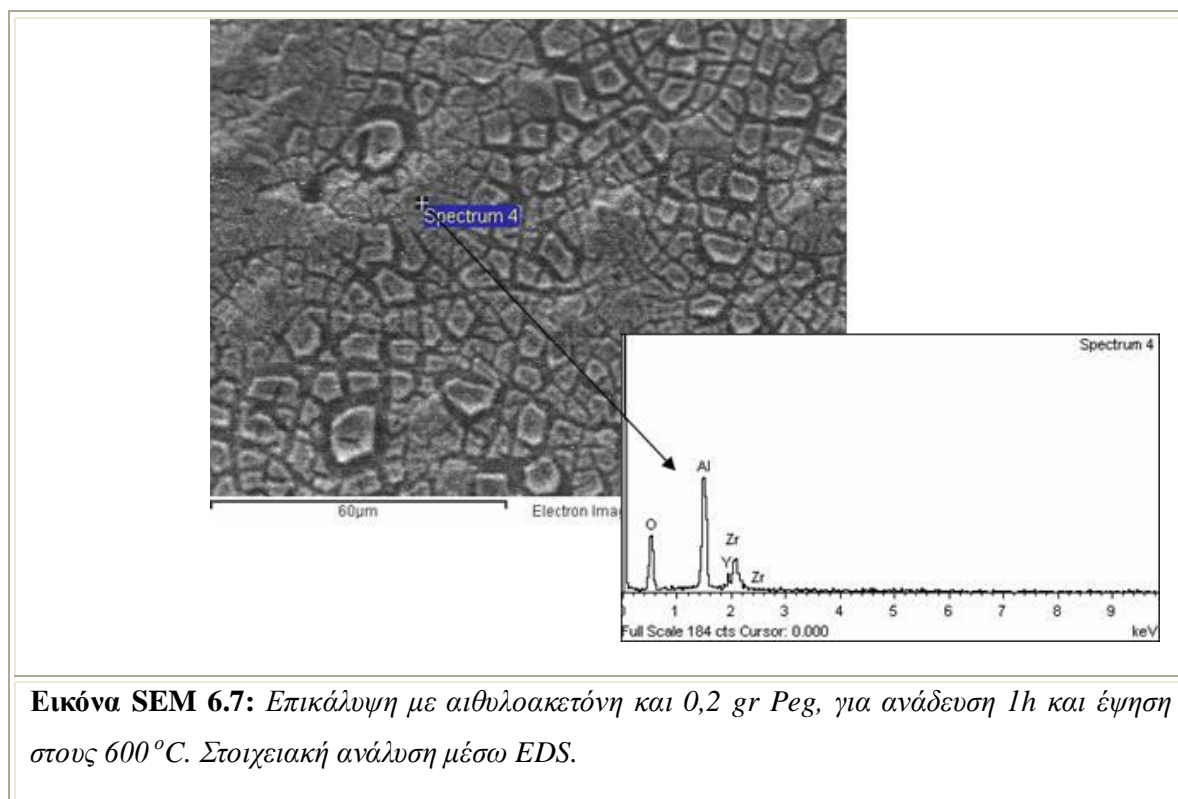 Spectrum 4
60μm
Electron Ima
Spectrum 4
Al
O
Zr
Y
Zr
1 2 3 4 5 6 7 8 9
Full Scale 184 cts Cursor: 0.000
keV
Εικόνα SEM 6.7: Επικάλυψη με αιθυλοακετόνη και 0,2 gr Peg, για ανάδευση 1h και έψηση
στους 600 °C. Στοιχειακή ανάλυση μέσω EDS.